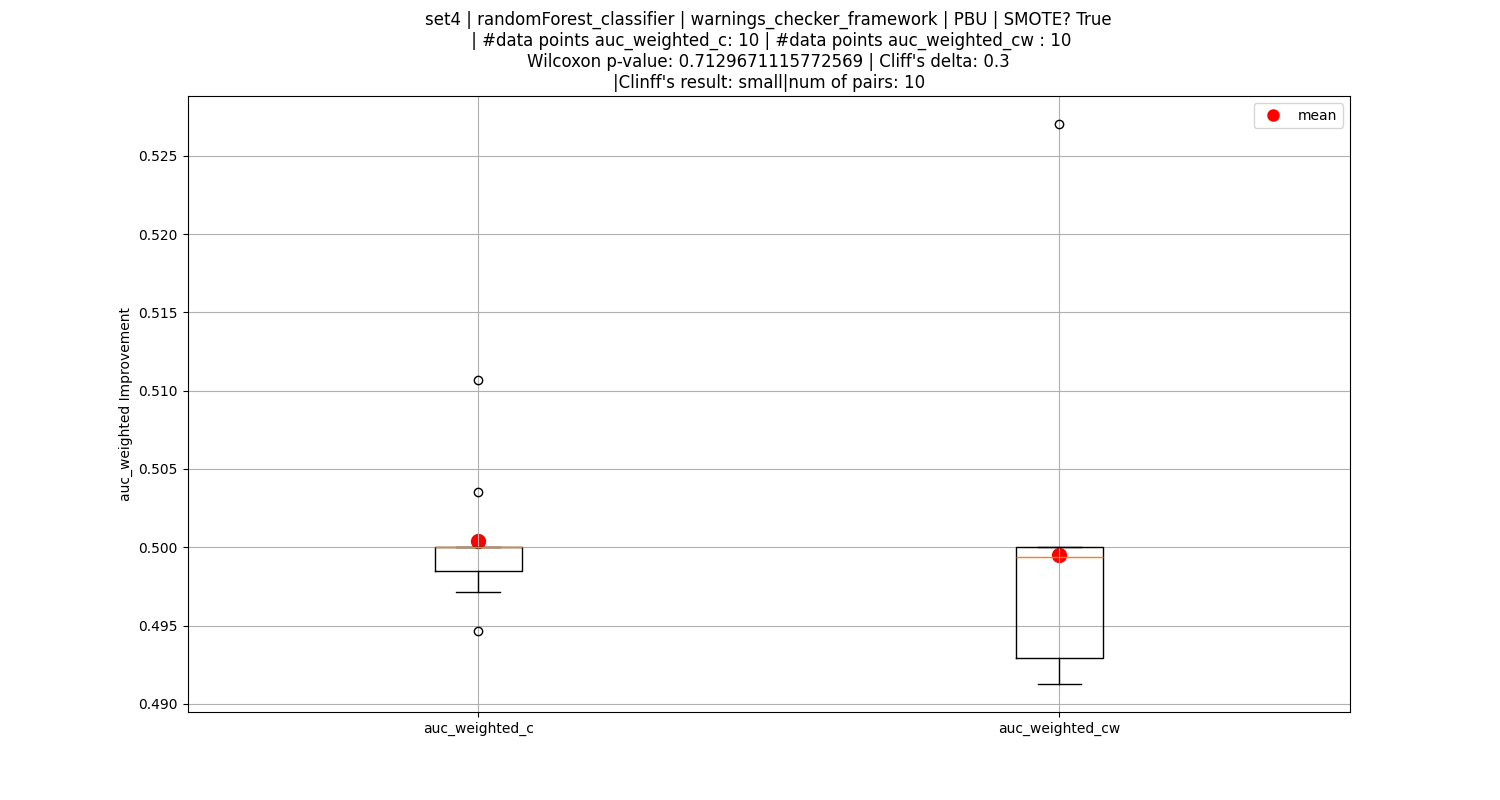 set4 | randomForest_classifier | warnings_checker_framework | PBU | SMOTE? True
| #data points auc_weighted_c: 10 | #data points auc_weighted_cw : 10
Wilcoxon p-value: 0.7129671115772569 | Cliff's delta: 0.3
|Clinff's result: small|num of pairs: 10
mean
0.525
0.520
0.515
0.510
0.505
0.500
0.495
0.490
auc_weighted Improvement
auc_weighted_c
auc_weighted_cw